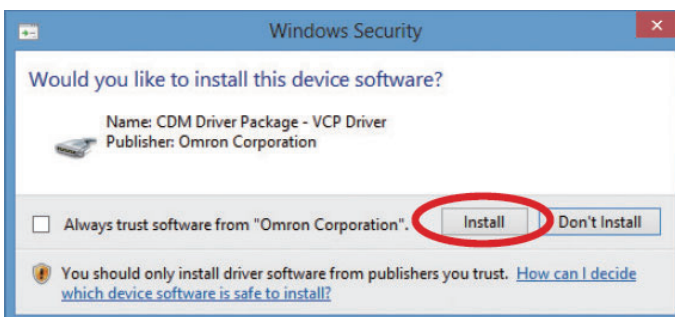 Windows Security
Would you like to install this device software?
Name: CDM Driver Package - VCP Driver
Publisher: Omron Corporation
Always trust software from "Omron Corporation".
Install
Don't Install
You should only install driver software from publishers you trust. How can I decide
which device software is safe to install?